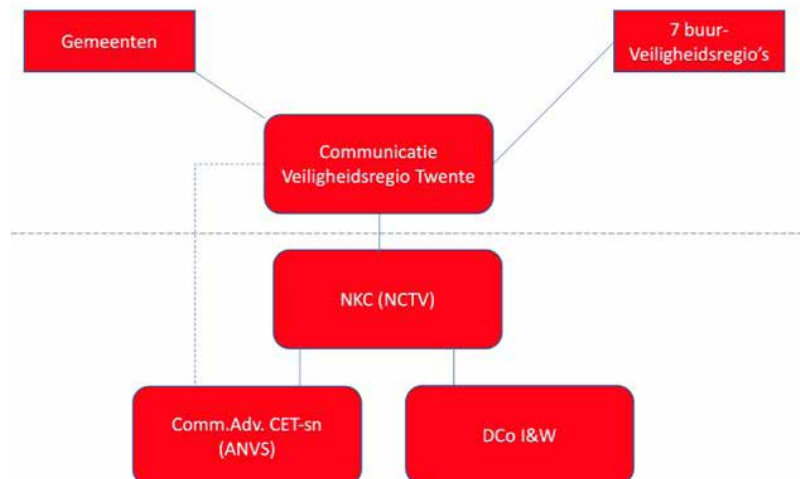 Gemeenten
7 buur-
Veiligheidsregio's
Communicatie
Veiligheidsregio Twente
NKC (NCTV)
Comm.Adv. CET-sn
(ANVS)
DCo I&W